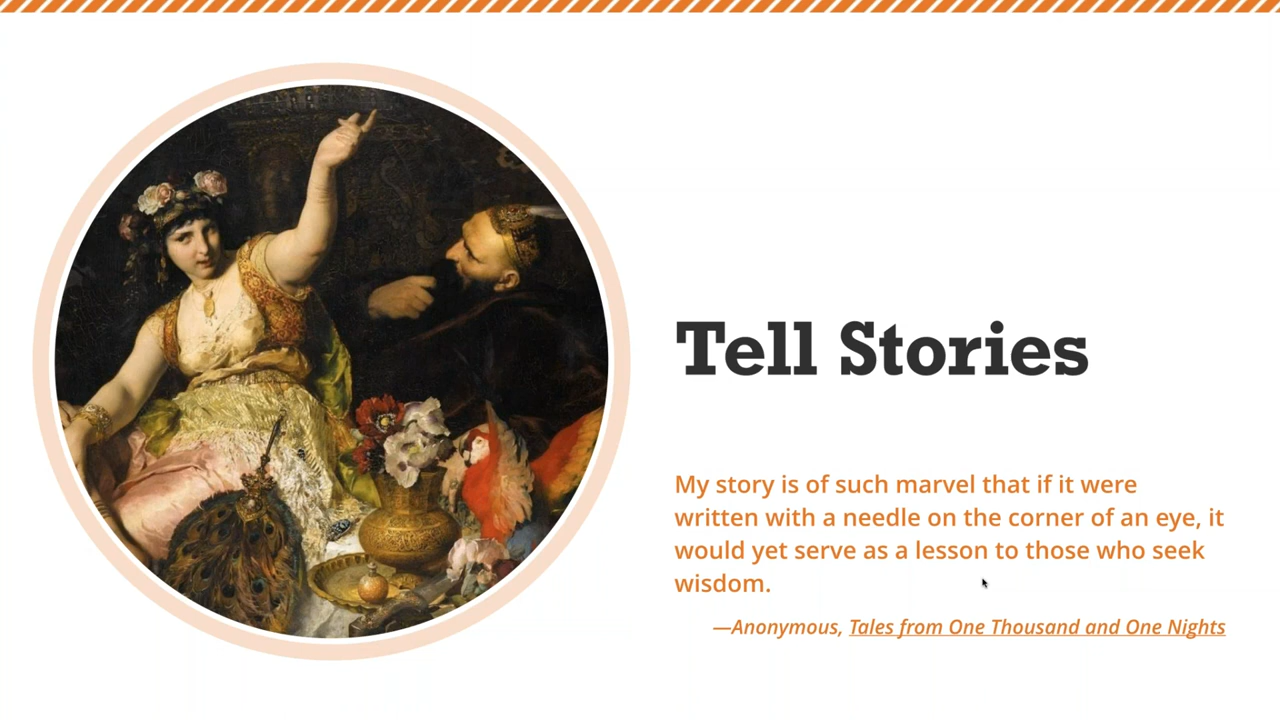 Tell Stories
My story is of such marvel that if it were
written with a needle on the corner of an eye, it
would yet serve as a lesson to those who seek
wisdom.
—Anonymous, Tales from One Thousand and One Nights